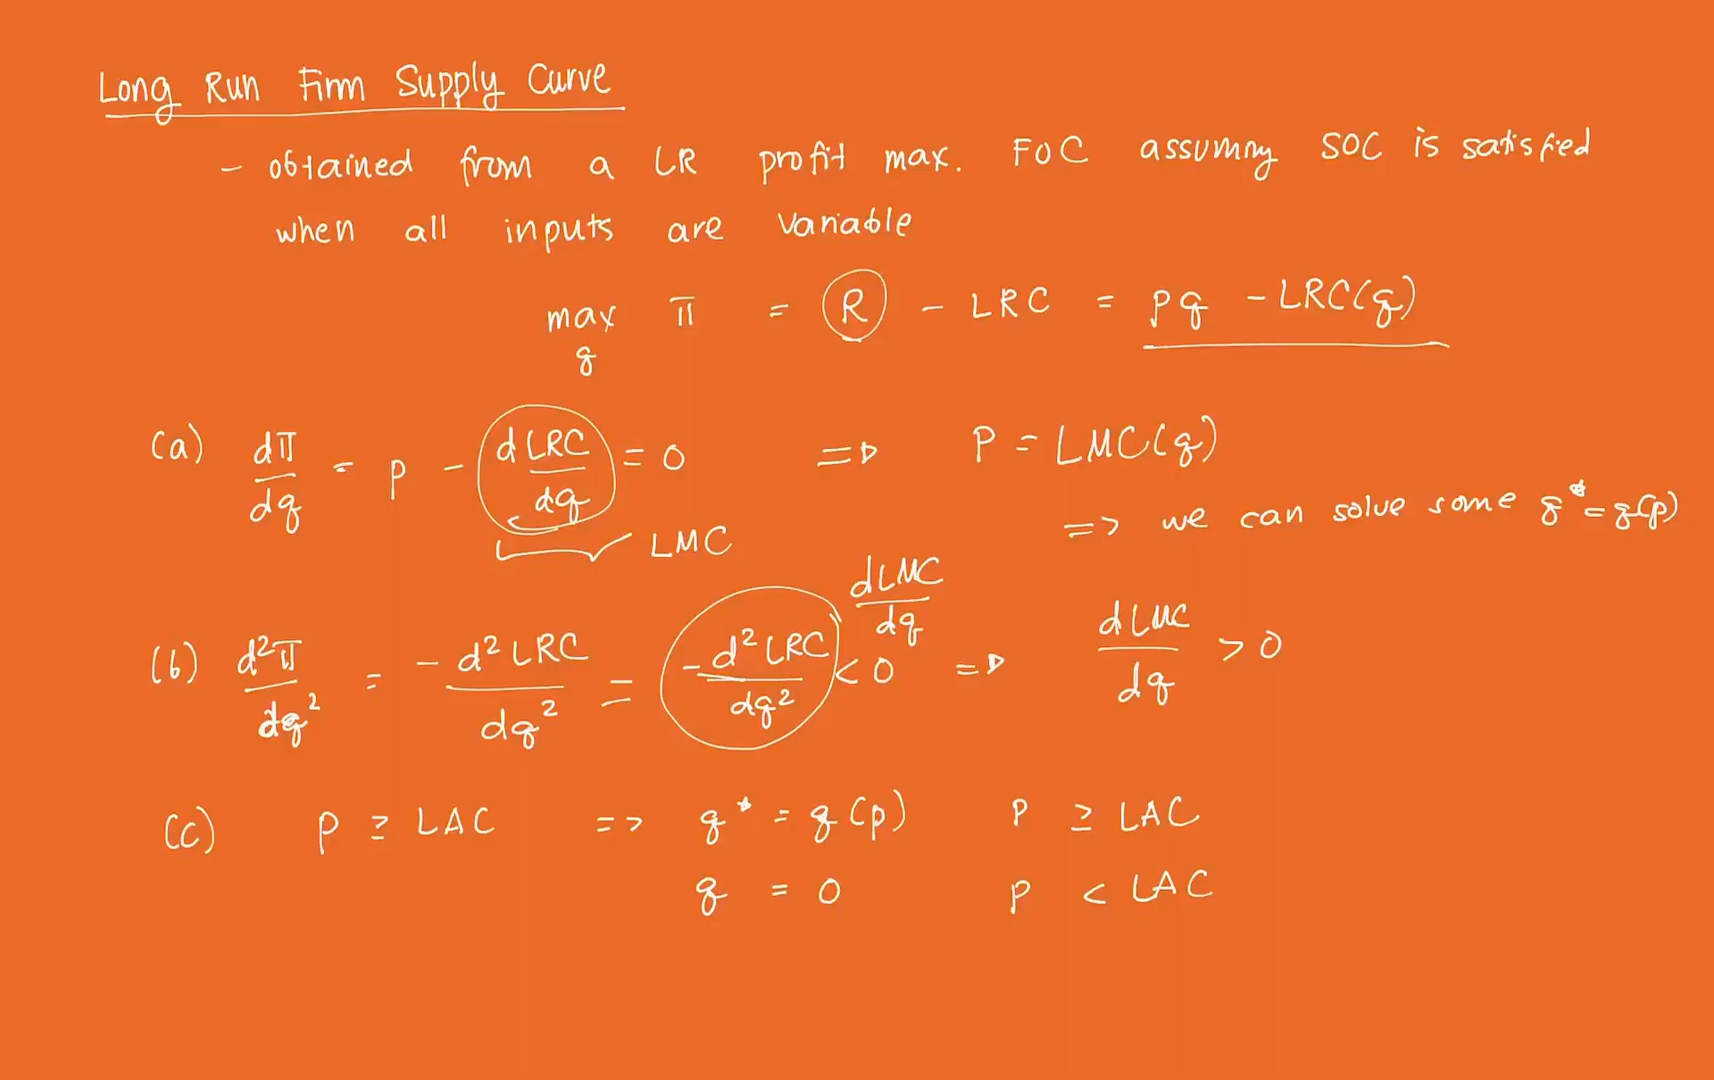 Long Run Firm Supply Curve
- obtained from a LR profit max. FOC assuming SOC is satisfied
when all inputs are variable
max π = R - LRC = pq - LRC(q)
q
(a) dπ/dq = p - dLRC/dq = 0 => P = LMC(q)
LMC
=> we can solve some q* = q(p)
(b) d²π/dq² = - d²LRC/dq² = - d²LRC/dq² < 0 => dLMC/dq > 0
dLMC/dq
(c) P ≥ LAC => q* = q(p) P ≥ LAC
q = 0 P < LAC